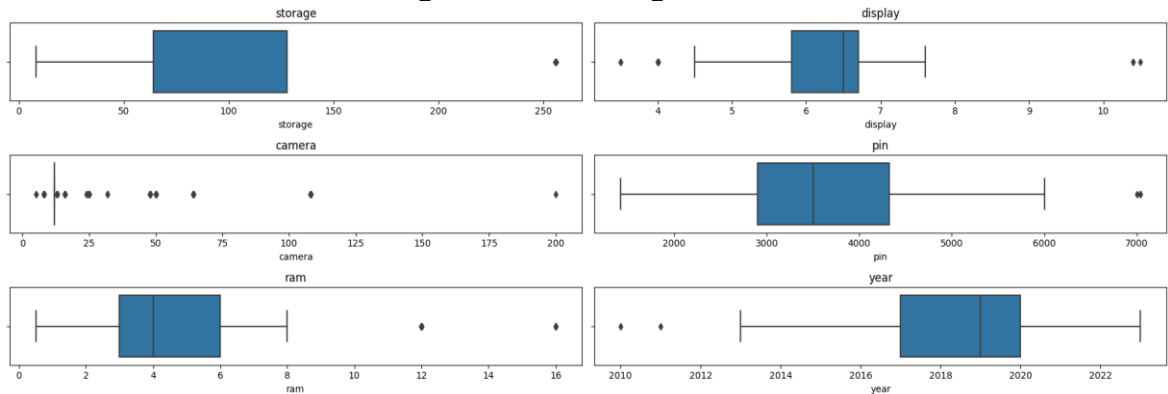 storage
0 50 100 150 200 250
storage
display
4 5 6 7 8 9 10
display
camera
0 25 50 75 100 125 150 175 200
camera
pin
2000 3000 4000 5000 6000 7000
pin
ram
0 2 4 6 8 10 12 14 16
ram
year
2010 2012 2014 2016 2018 2020 2022
year